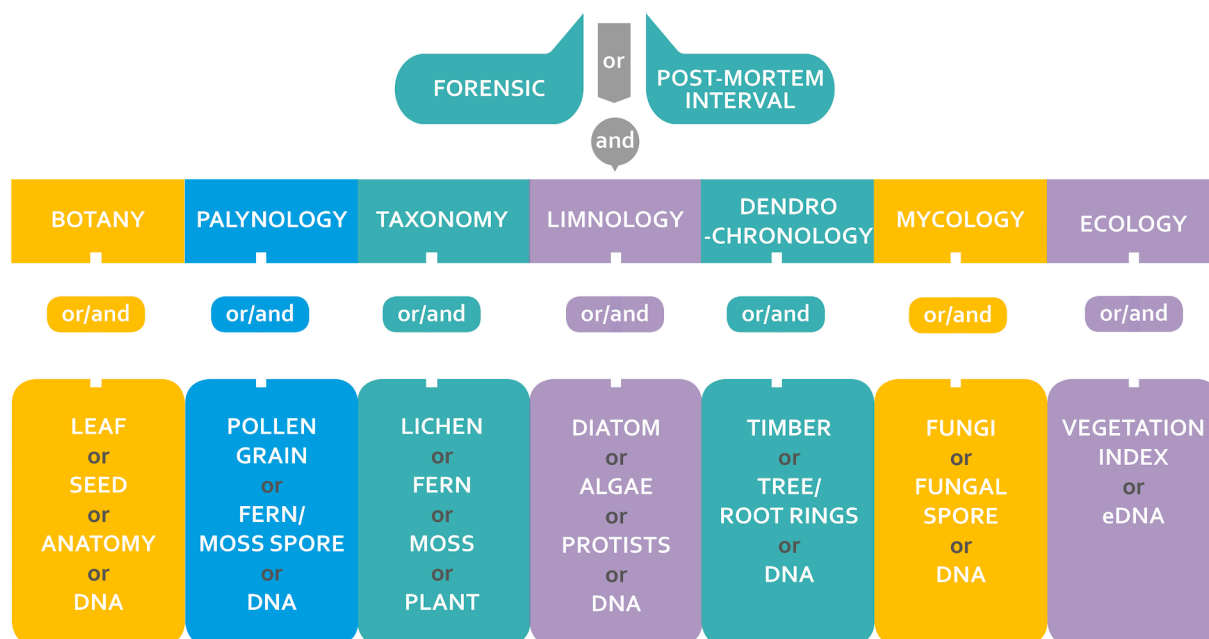 FORENSIC
or
POST-MORTEM
INTERVAL
and
BOTANY
PALYNOLOGY
TAXONOMY
LIMNOLOGY
DENDRO
-CHRONOLOGY
MYCOLOGY
ECOLOGY
or/and
or/and
or/and
or/and
or/and
or/and
or/and
LEAF
or
SEED
or
ANATOMY
or
DNA
POLLEN
GRAIN
or
FERN/
MOSS SPORE
or
DNA
LICHEN
or
FERN
or
MOSS
or
PLANT
DIATOM
or
ALGAE
or
PROTISTS
or
DNA
TIMBER
or
TREE/
ROOT RINGS
or
DNA
FUNGI
or
FUNGAL
SPORE
or
DNA
VEGETATION
INDEX
or
eDNA